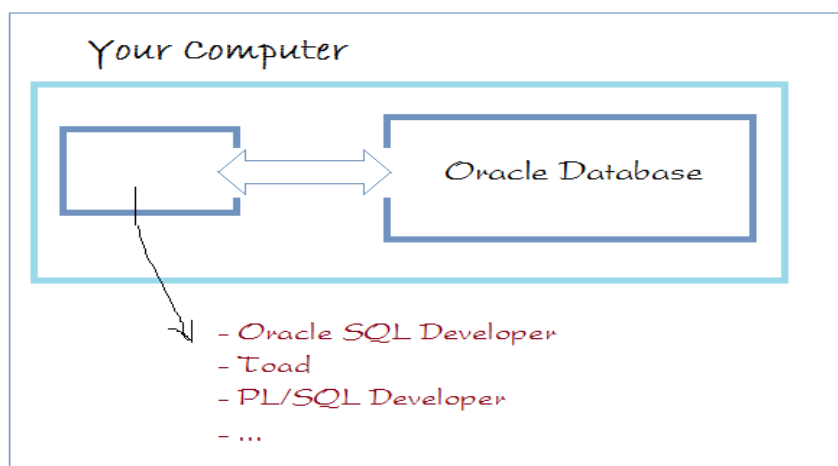 Your Computer
Oracle Database
- Oracle SQL Developer
- Toad
- PL/SQL Developer
- ...